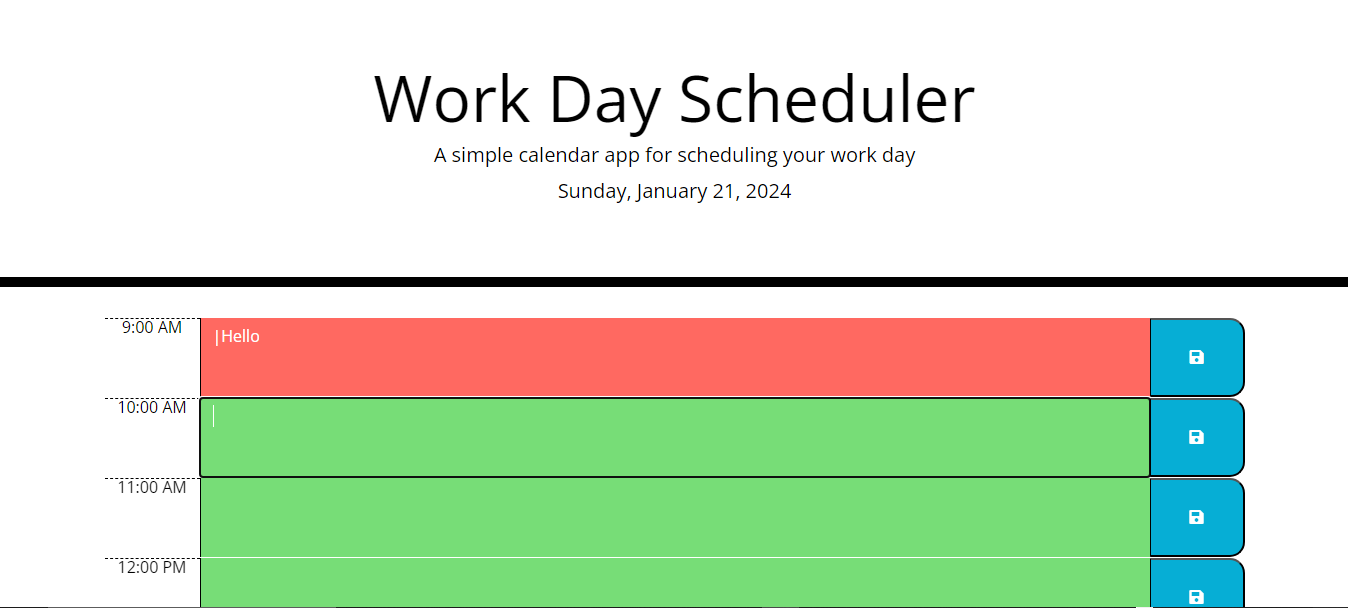 Work Day Scheduler
A simple calendar app for scheduling your work day
Sunday, January 21, 2024
9:00 AM
|Hello
10:00 AM
11:00 AM
12:00 PM